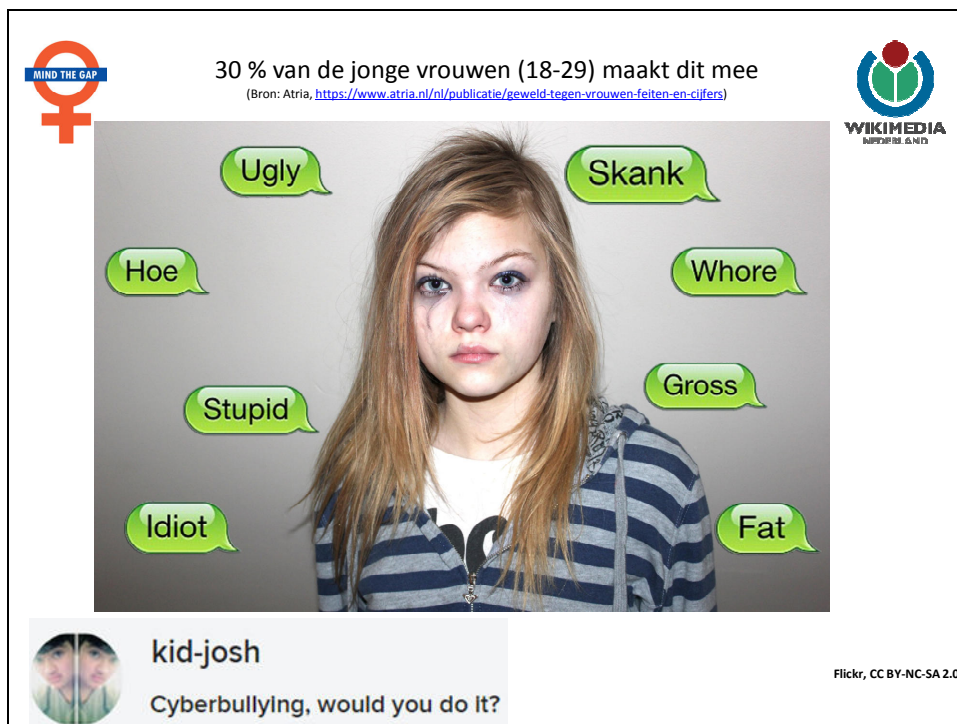 MIND THE GAP
30 % van de jonge vrouwen (18-29) maakt dit mee
(Bron: Atria, https://www.atria.nl/nl/publicatie/geweld-tegen-vrouwen-feiten-en-cijfers)
WIKIMEDIA
NEDERLAND
Ugly
Skank
Hoe
Whore
Stupid
Gross
Idiot
Fat
kid-josh
Cyberbullying, would you do it?
Flickr, CC BY-NC-SA 2.0